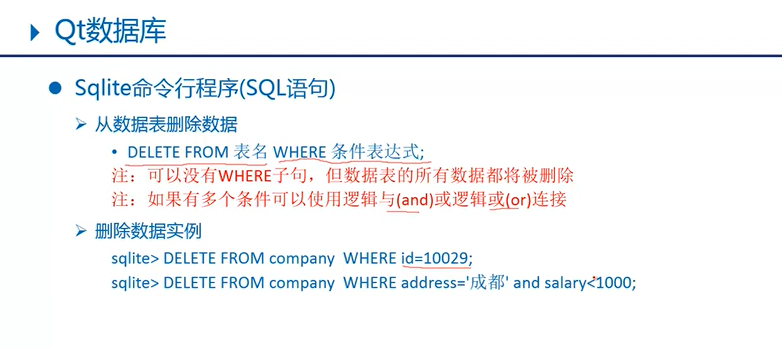 Qt数据库
Sqlite命令行程序(SQL语句)
从数据表删除数据
DELETE FROM 表名 WHERE 条件表达式;
注：可以没有WHERE子句，但数据表的所有数据都将被删除
注：如果有多个条件可以使用逻辑与(and)或逻辑或(or)连接
删除数据实例
sqlite> DELETE FROM company  WHERE id=10029;
sqlite> DELETE FROM company  WHERE address='成都' and salary<1000;